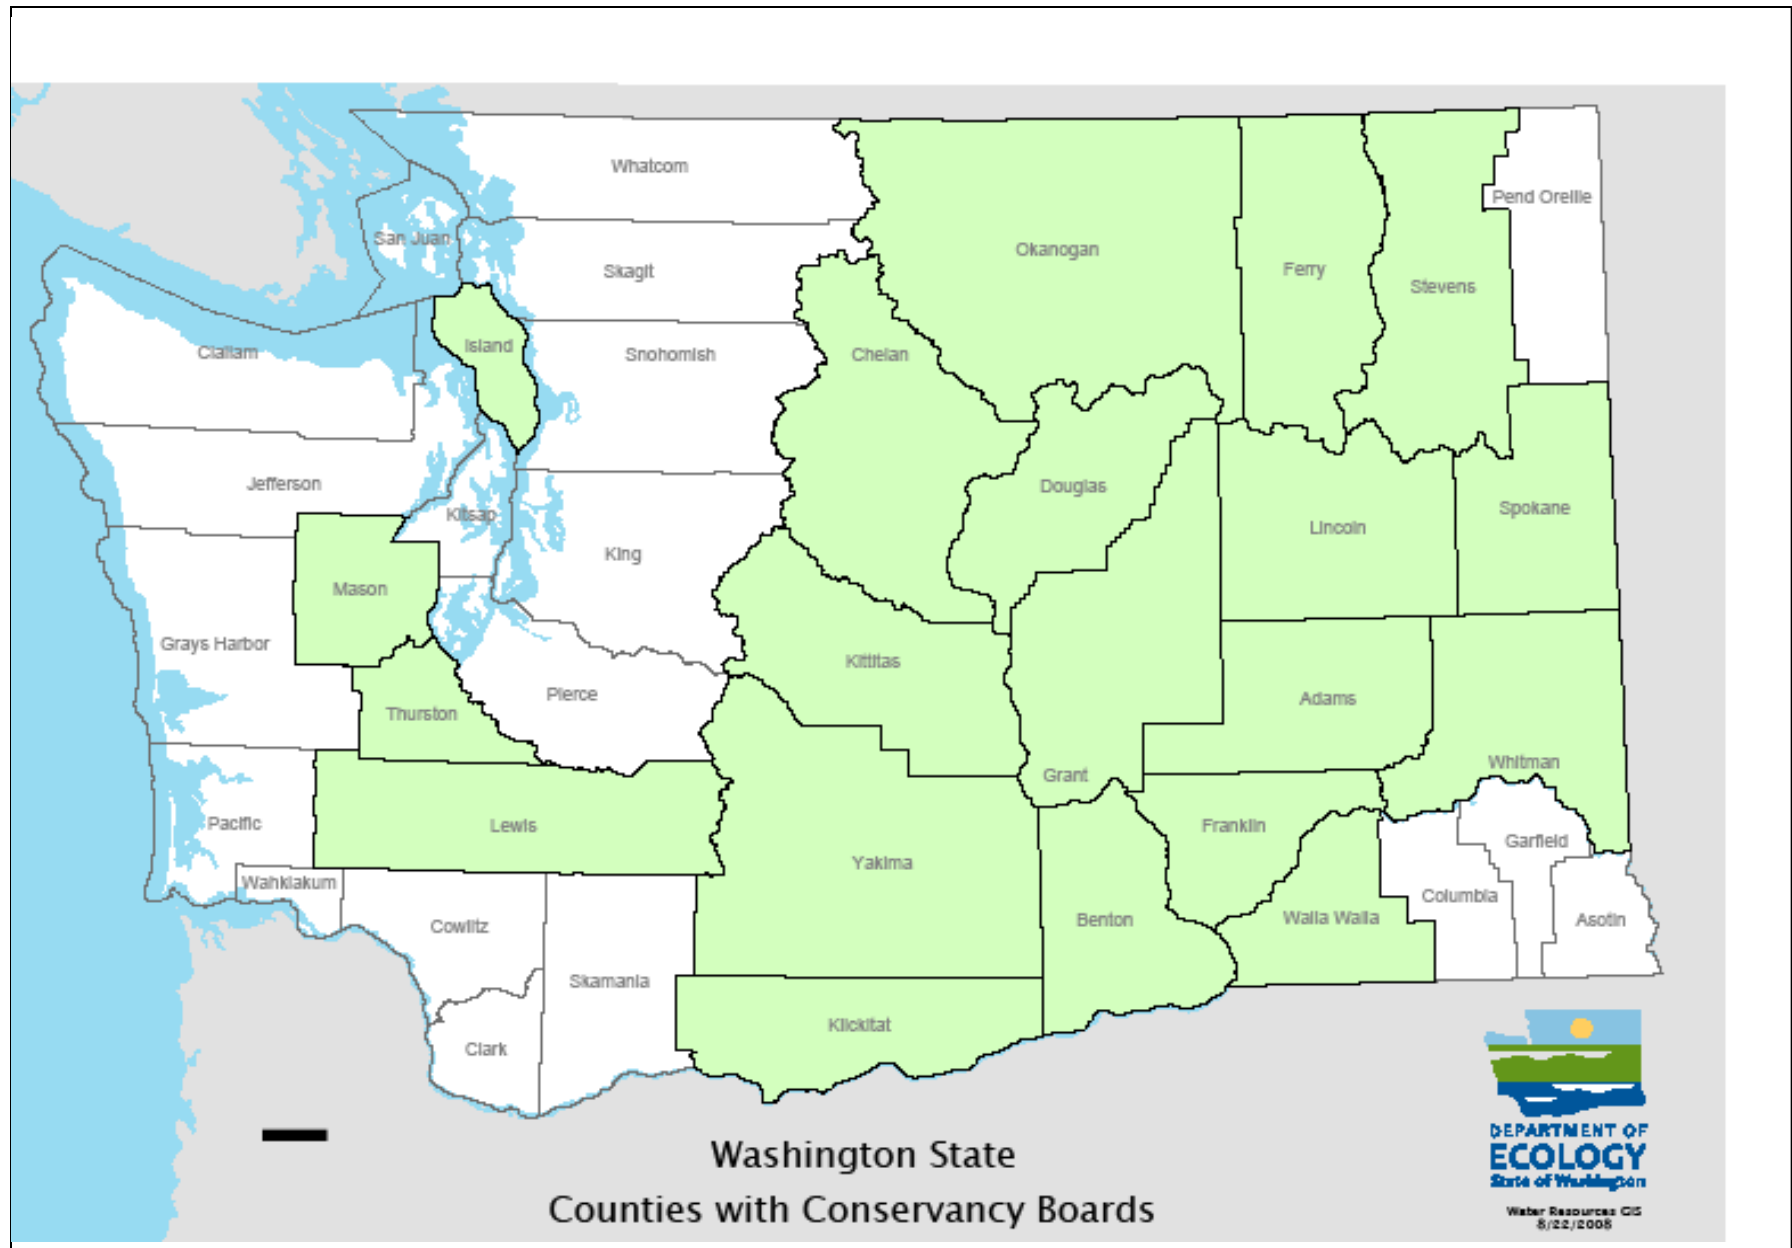 Whatcom
Pend Oreille
San Juan
Okanogan
Skagit
Ferry
Stevens
Island
Clallam
Snohomish
Chelan
Jefferson
Douglas
Kitsap
Spokane
Lincoln
King
Mason
Grays Harbor
Kittitas
Pierce
Adams
Thurston
Whitman
Grant
Pacific
Lewis
Franklin
Garfield
Yakima
Wahkiakum
Columbia
Cowlitz
Benton
Walla Walla
Asotin
Skamania
Klickitat
Clark
Washington State
Counties with Conservancy Boards
DEPARTMENT OF
ECOLOGY
State of Washington
Water Resources GIS
8/22/2008